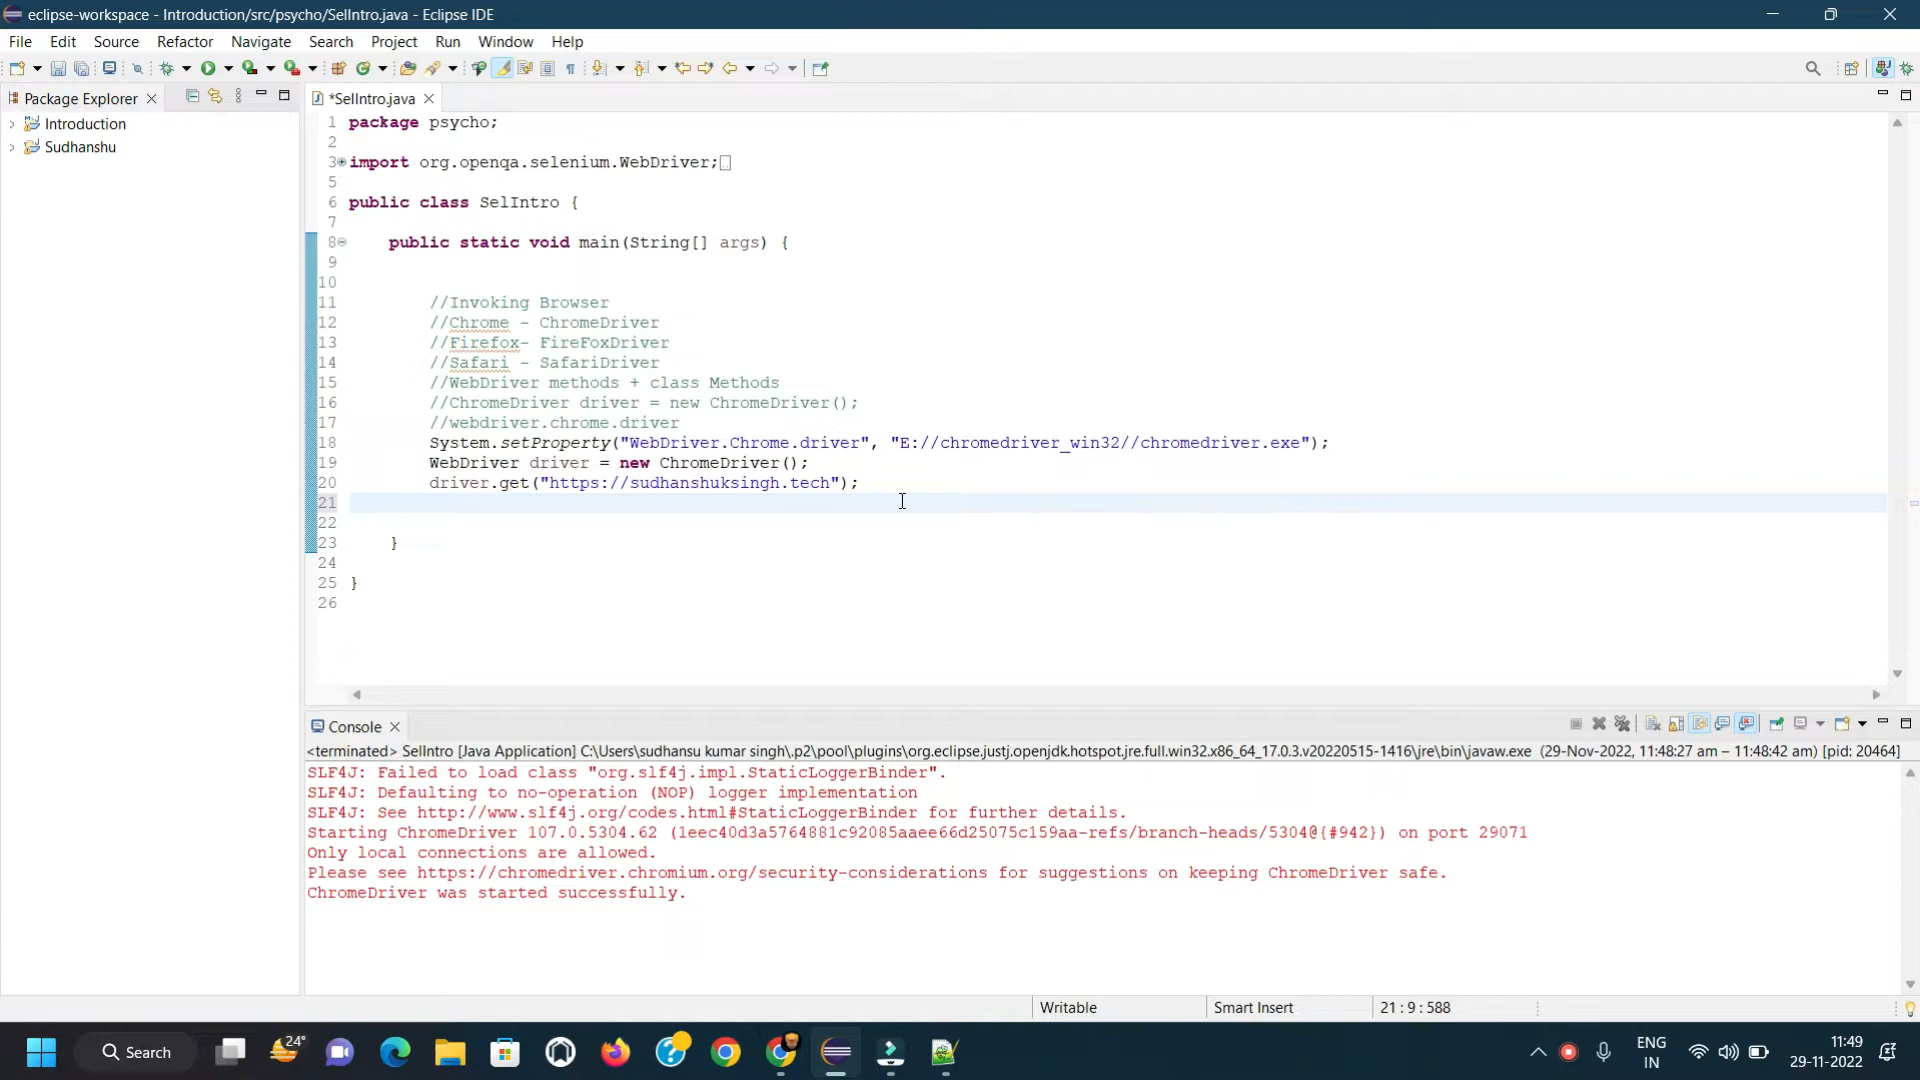 eclipse-workspace - Introduction/src/psycho/SelIntro.java - Eclipse IDE
File Edit Source Refactor Navigate Search Project Run Window Help
Package Explorer
*SelIntro.java
Introduction
Sudhanshu
1 package psycho;
2
3 import org.openqa.selenium.WebDriver;
5
6 public class SelIntro {
7
8 public static void main(String[] args) {
9
10
11 //Invoking Browser
12 //Chrome - ChromeDriver
13 //Firefox- FireFoxDriver
14 //Safari - SafariDriver
15 //WebDriver methods + class Methods
16 //ChromeDriver driver = new ChromeDriver();
17 //webdriver.chrome.driver
18 System.setProperty("WebDriver.Chrome.driver", "E://chromedriver_win32//chromedriver.exe");
19 WebDriver driver = new ChromeDriver();
20 driver.get("https://sudhanshuksingh.tech");
21
22
23 }
24
25 }
26
Console
<terminated> SelIntro [Java Application] C:\Users\sudhansu kumar singh\.p2\pool\plugins\org.eclipse.justj.openjdk.hotspot.jre.full.win32.x86_64_17.0.3.v20220515-1416\jre\bin\javaw.exe (29-Nov-2022, 11:48:27 am – 11:48:42 am) [pid: 20464]
SLF4J: Failed to load class "org.slf4j.impl.StaticLoggerBinder".
SLF4J: Defaulting to no-operation (NOP) logger implementation
SLF4J: See http://www.slf4j.org/codes.html#StaticLoggerBinder for further details.
Starting ChromeDriver 107.0.5304.62 (1eec40d3a5764881c92085aaee66d25075c159aa-refs/branch-heads/5304@{#942}) on port 29071
Only local connections are allowed.
Please see https://chromedriver.chromium.org/security-considerations for suggestions on keeping ChromeDriver safe.
ChromeDriver was started successfully.
Writable Smart Insert 21 : 9 : 588
Search
24°
ENG
IN
11:49
29-11-2022